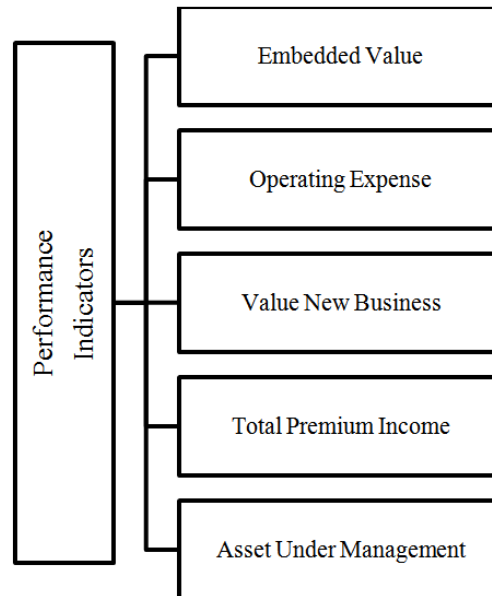 Performance
Indicators
Embedded Value
Operating Expense
Value New Business
Total Premium Income
Asset Under Management